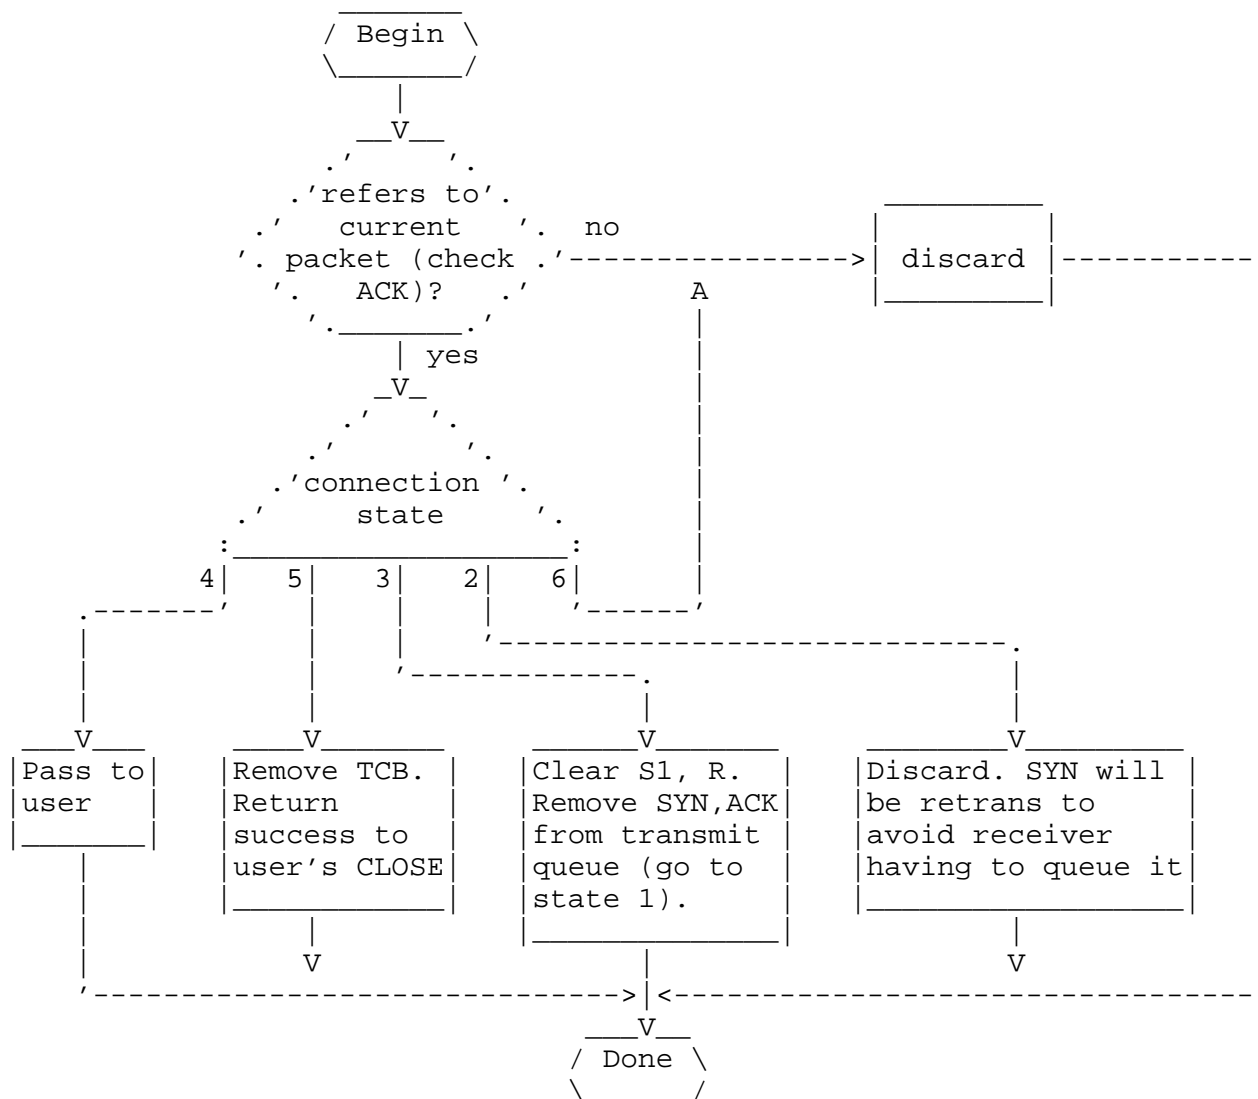 Begin
refers to
current
packet (check
ACK)?
no
discard
A
yes
V
connection
state
4 5 3 2 6
Pass to
user
Remove TCB.
Return
success to
user's CLOSE
Clear S1, R.
Remove SYN,ACK
from transmit
queue (go to
state 1).
Discard. SYN will
be retrans to
avoid receiver
having to queue it
Done